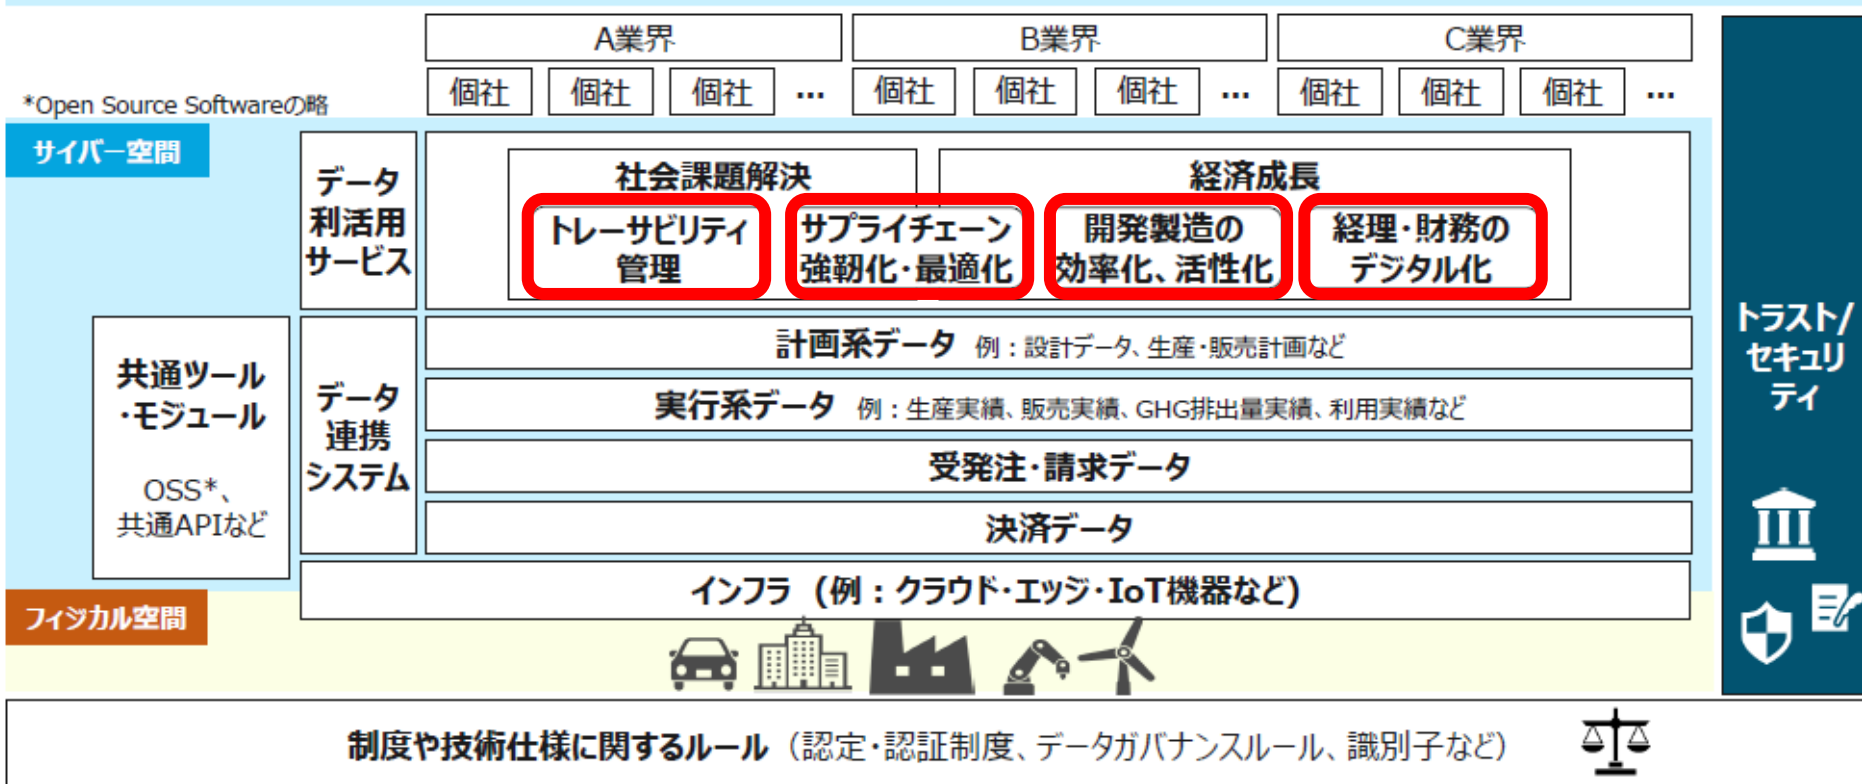 A業界
B業界
C業界
個社 個社 個社 … 個社 個社 個社 … 個社 個社 個社 …
*Open Source Softwareの略
サイバー空間
データ
利活用
サービス
社会課題解決
経済成長
トレーサビリティ
管理
サプライチェーン
強靭化・最適化
開発製造の
効率化、活性化
経理・財務の
デジタル化
共通ツール
・モジュール
OSS*、
共通APIなど
データ
連携
システム
計画系データ 例：設計データ、生産・販売計画など
実行系データ 例：生産実績、販売実績、GHG排出量実績、利用実績など
受発注・請求データ
決済データ
インフラ (例：クラウド・エッジ・IoT機器など)
フィジカル空間
トラスト/
セキュリ
ティ
制度や技術仕様に関するルール（認定・認証制度、データガバナンスルール、識別子など）